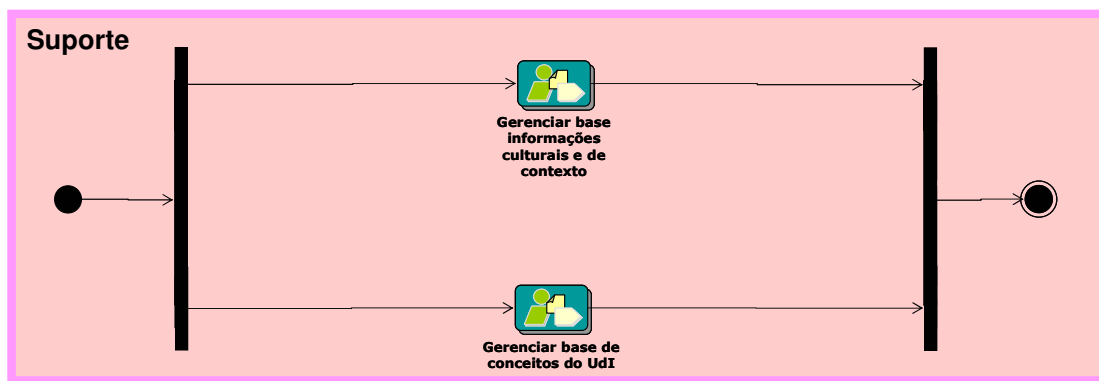 Suporte
Gerenciar base
informações
culturais e de
contexto
Gerenciar base de
conceitos do UdI